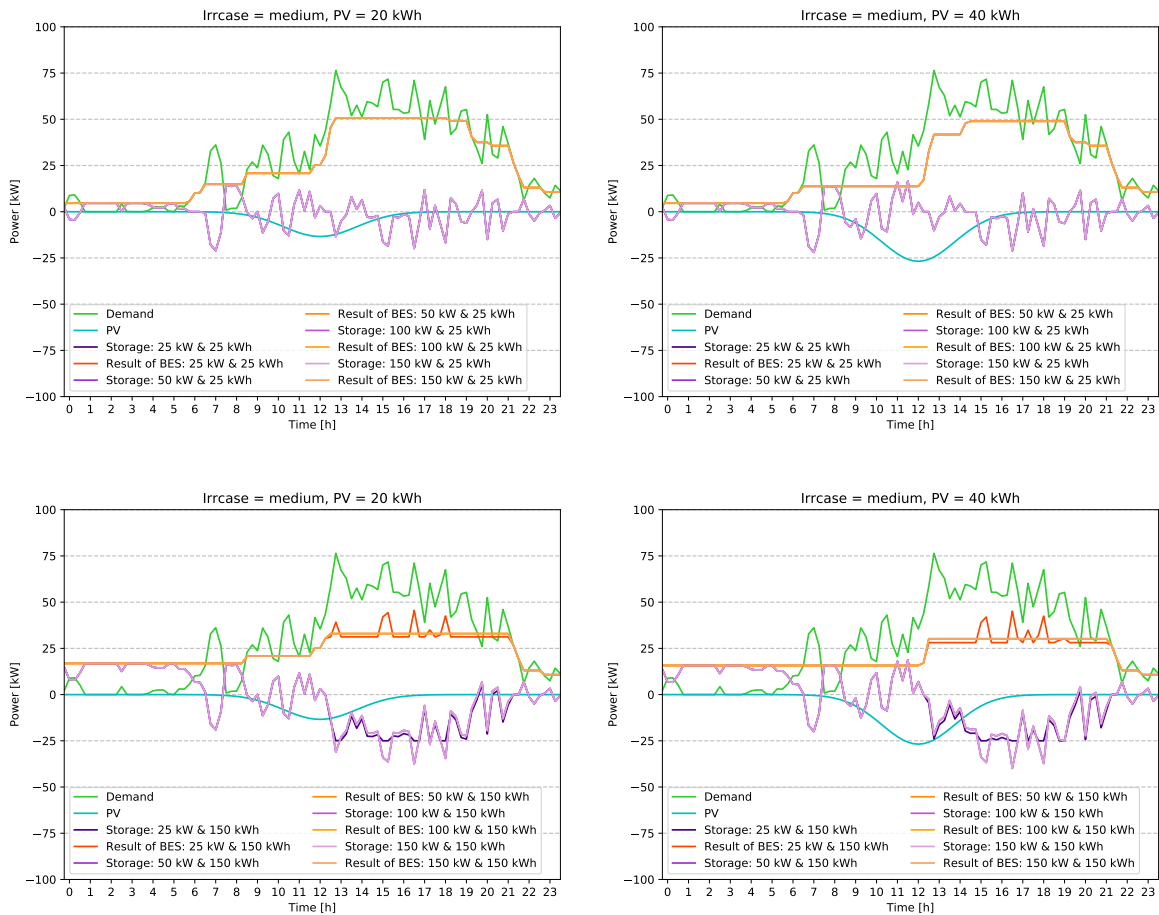 Irrcase = medium, PV = 20 kWh
100
75
50
25
0
−25
−50
−75
−100
Power [kW]
Demand
PV
Storage: 25 kW & 25 kWh
Result of BES: 25 kW & 25 kWh
Storage: 50 kW & 25 kWh
Result of BES: 50 kW & 25 kWh
Storage: 100 kW & 25 kWh
Result of BES: 100 kW & 25 kWh
Storage: 150 kW & 25 kWh
Result of BES: 150 kW & 25 kWh
0 1 2 3 4 5 6 7 8 9 10 11 12 13 14 15 16 17 18 19 20 21 22 23
Time [h]
Irrcase = medium, PV = 40 kWh
100
75
50
25
0
−25
−50
−75
−100
Power [kW]
Demand
PV
Storage: 25 kW & 25 kWh
Result of BES: 25 kW & 25 kWh
Storage: 50 kW & 25 kWh
Result of BES: 50 kW & 25 kWh
Storage: 100 kW & 25 kWh
Result of BES: 100 kW & 25 kWh
Storage: 150 kW & 25 kWh
Result of BES: 150 kW & 25 kWh
0 1 2 3 4 5 6 7 8 9 10 11 12 13 14 15 16 17 18 19 20 21 22 23
Time [h]
Irrcase = medium, PV = 20 kWh
100
75
50
25
0
−25
−50
−75
−100
Power [kW]
Demand
PV
Storage: 25 kW & 150 kWh
Result of BES: 25 kW & 150 kWh
Storage: 50 kW & 150 kWh
Result of BES: 50 kW & 150 kWh
Storage: 100 kW & 150 kWh
Result of BES: 100 kW & 150 kWh
Storage: 150 kW & 150 kWh
Result of BES: 150 kW & 150 kWh
0 1 2 3 4 5 6 7 8 9 10 11 12 13 14 15 16 17 18 19 20 21 22 23
Time [h]
Irrcase = medium, PV = 40 kWh
100
75
50
25
0
−25
−50
−75
−100
Power [kW]
Demand
PV
Storage: 25 kW & 150 kWh
Result of BES: 25 kW & 150 kWh
Storage: 50 kW & 150 kWh
Result of BES: 50 kW & 150 kWh
Storage: 100 kW & 150 kWh
Result of BES: 100 kW & 150 kWh
Storage: 150 kW & 150 kWh
Result of BES: 150 kW & 150 kWh
0 1 2 3 4 5 6 7 8 9 10 11 12 13 14 15 16 17 18 19 20 21 22 23
Time [h]